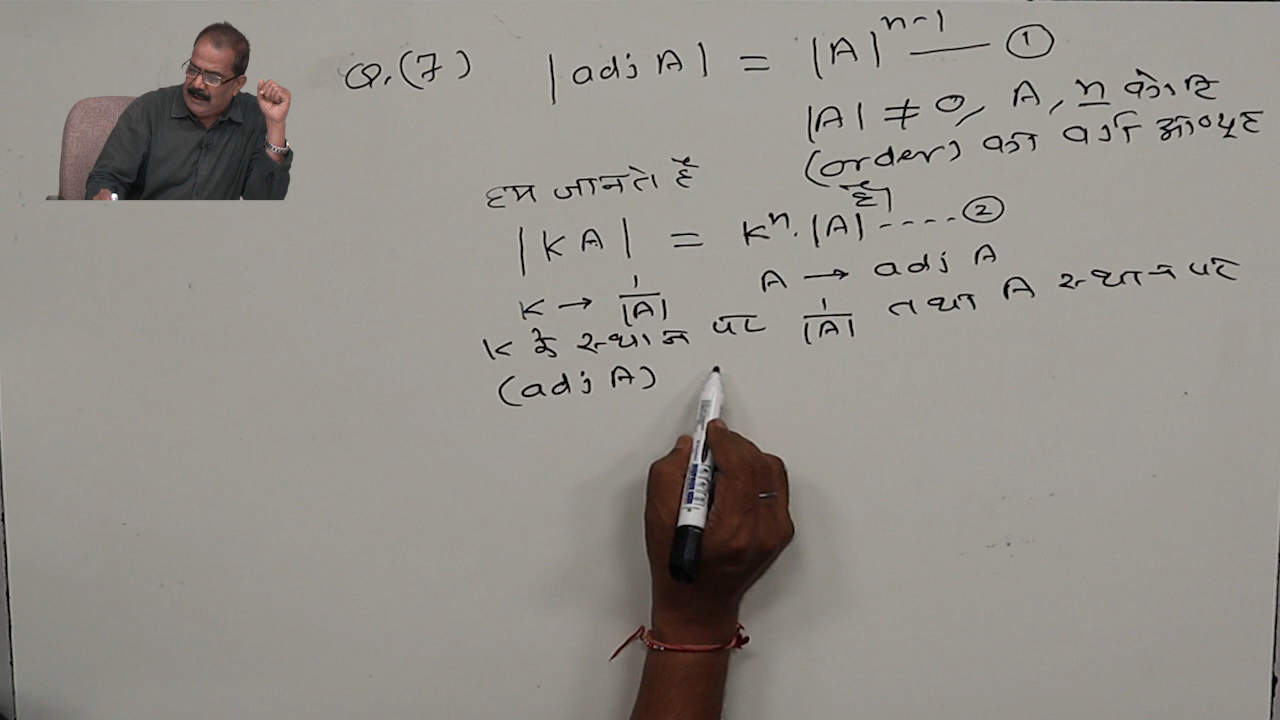 Q.(7) |adj A| = |A|ⁿ⁻¹ —— ①
|A| ≠ 0, A, n कोटि
(order) का वर्ग आव्यूह
है।
हम जानते है
|KA| = Kⁿ.|A| ---- ②
K → 1/|A| A → adj A
K के स्थान पर 1/|A| तथा A स्थान पर
(adj A)